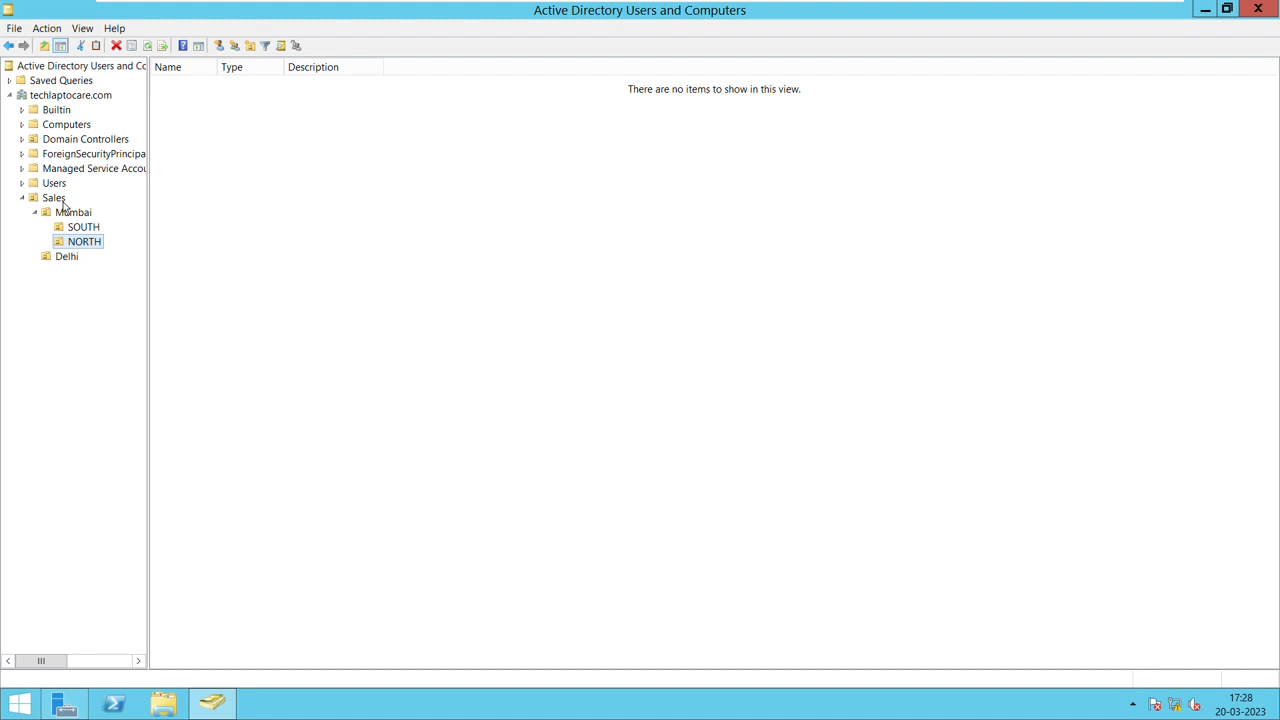 Active Directory Users and Computers
File Action View Help
Active Directory Users and Co
Name Type Description
Saved Queries
There are no items to show in this view.
techlaptocare.com
Builtin
Computers
Domain Controllers
ForeignSecurityPrincipa
Managed Service Accou
Users
Sales
Mumbai
SOUTH
NORTH
Delhi
17:28
20-03-2023